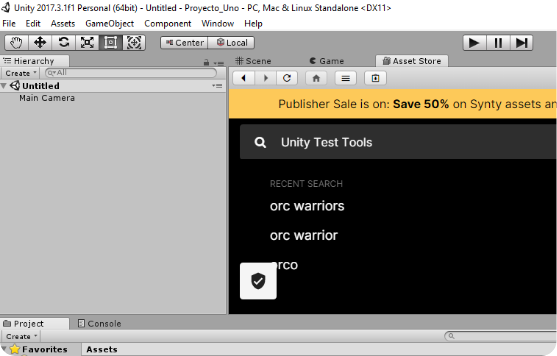 Unity 2017.3.1f1 Personal (64bit) - Untitled - Proyecto_Uno - PC, Mac & Linux Standalone <DX11>
File Edit Assets GameObject Component Window Help
Center Local
Hierarchy Scene Game Asset Store
Create All
Untitled
Main Camera
Publisher Sale is on: Save 50% on Synty assets an
Unity Test Tools
RECENT SEARCH
orc warriors
orc warrior
orco
Project Console
Create
Favorites Assets